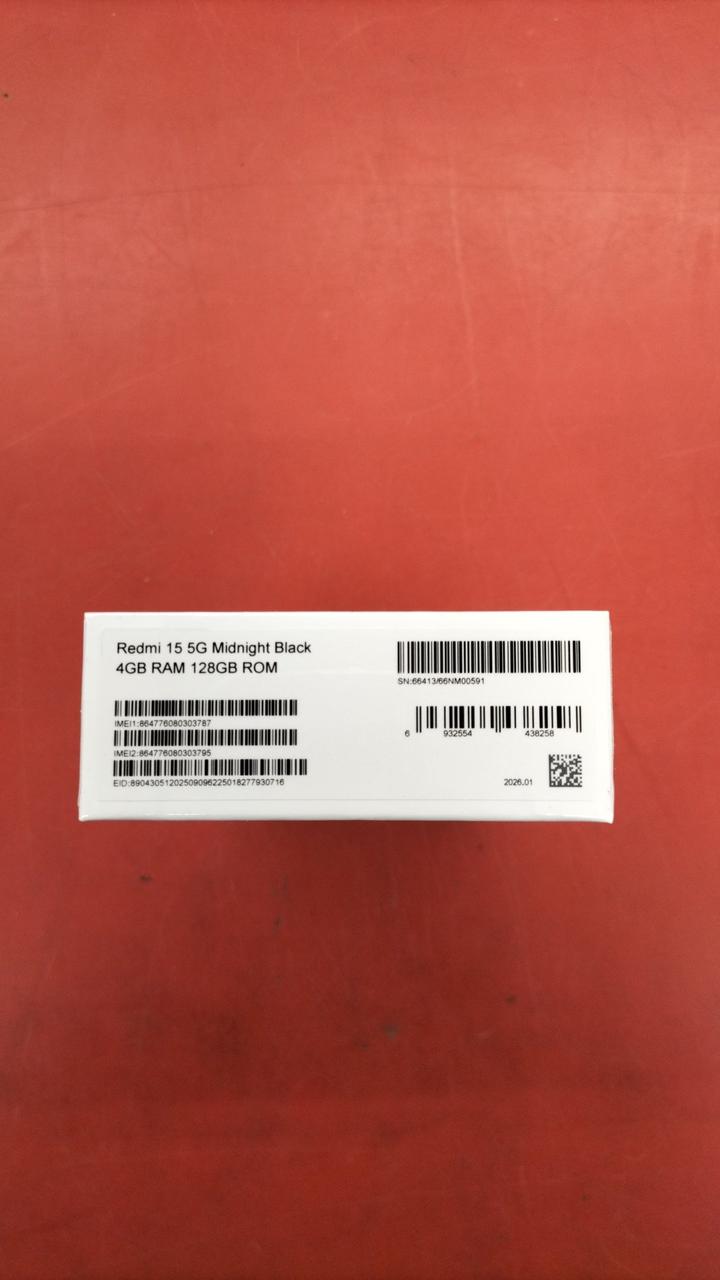 Redmi 15 5G Midnight Black
4GB RAM 128GB ROM
SN:66413/66NM00591
IMEI1:864776080303787
6 932554 438258
IMEI2:864776080303795
EID:89043051202509096225018277930716
2026.01